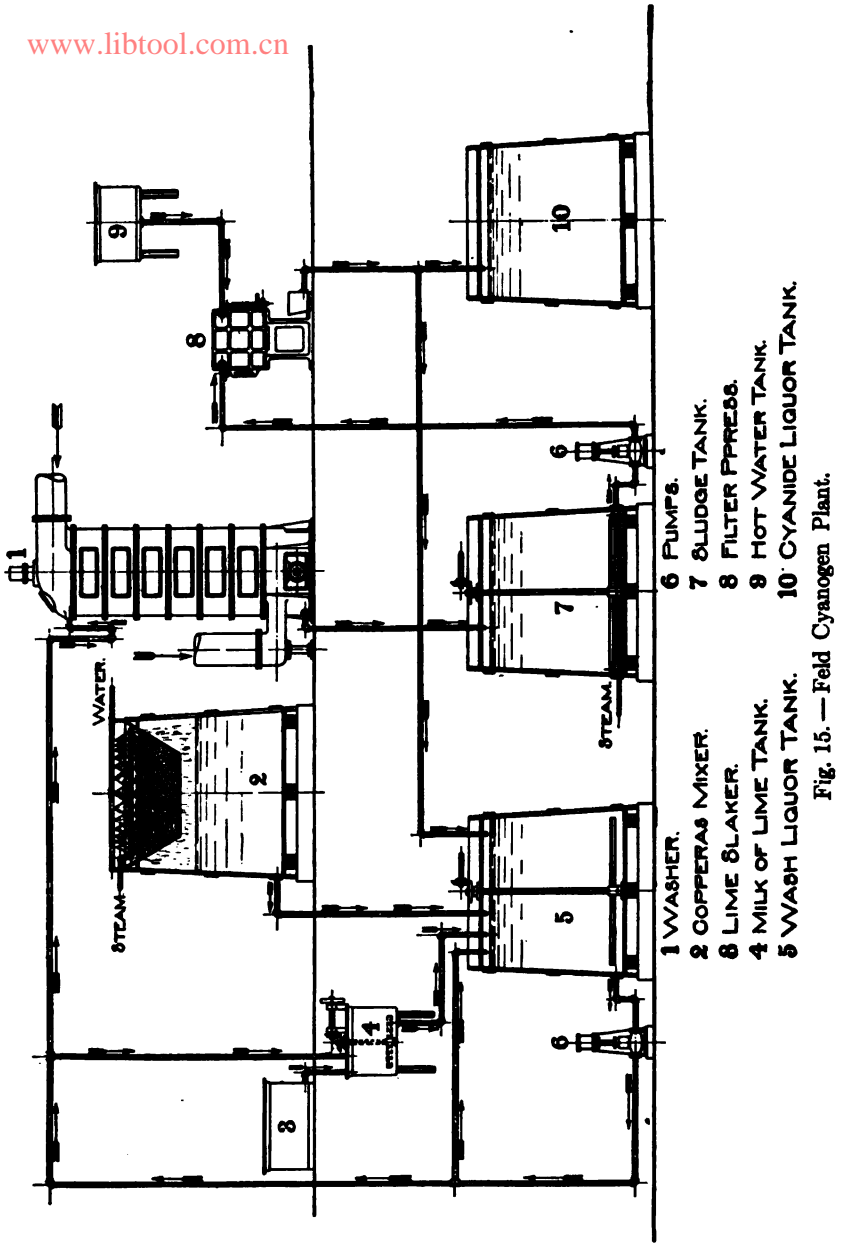 www.libtool.com.cn
1
WATER.
STEAM
2
3
4
5
6
7
STEAM.
6
8
9
10
1 WASHER.
2 COPPERAS MIXER.
3 LIME SLAKER.
4 MILK OF LIME TANK.
5 WASH LIQUOR TANK.
6 PUMPS.
7 SLUDGE TANK.
8 FILTER PPRESS.
9 HOT WATER TANK.
10 CYANIDE LIQUOR TANK.
Fig. 15. — Feld Cyanogen Plant.